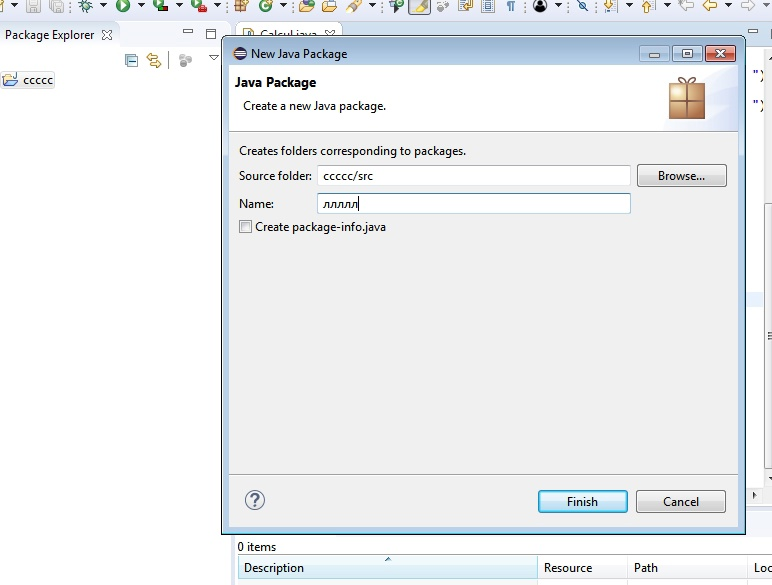 Calcul.java
Package Explorer
New Java Package
Java Package
Create a new Java package.
ccccc
")
")
Creates folders corresponding to packages.
Source folder: ccccc/src Browse...
Name: ллллл
Create package-info.java
? Finish Cancel
0 items
Description Resource Path Loc